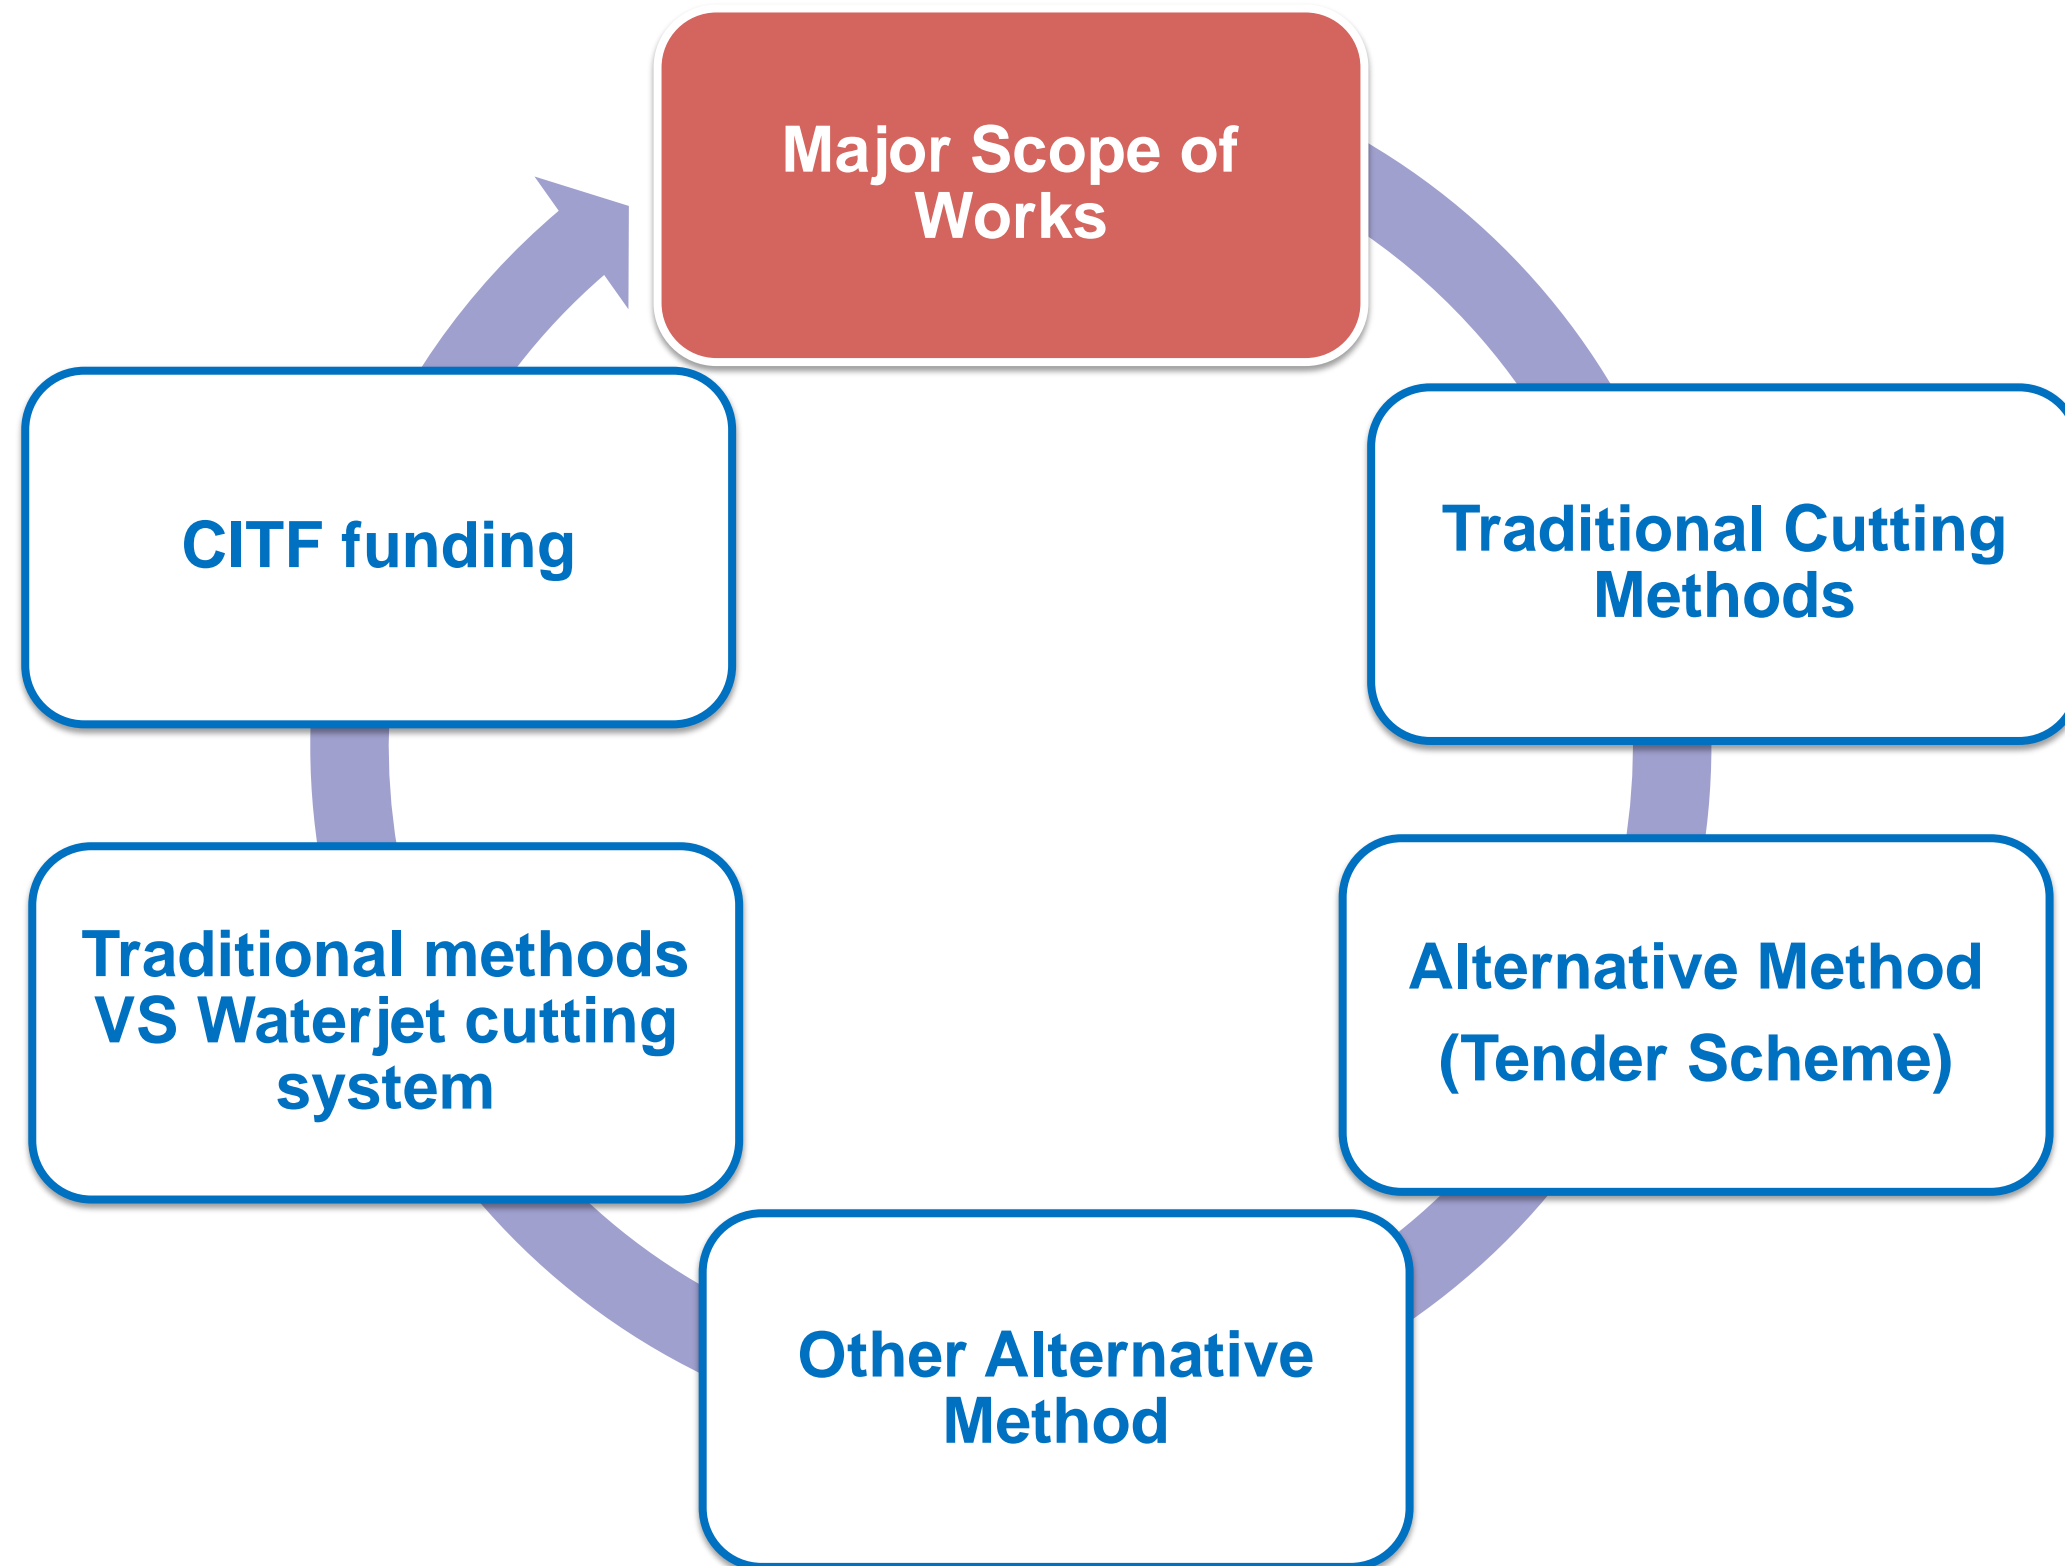 Major Scope of
Works
Traditional Cutting
Methods
Alternative Method
(Tender Scheme)
Other Alternative
Method
Traditional methods
VS Waterjet cutting
system
CITF funding